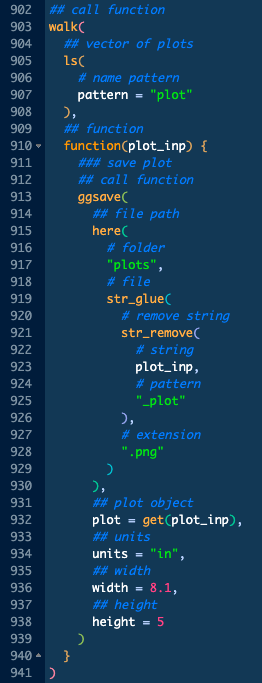 902 ## call function
903 walk(
904 ## vector of plots
905 ls(
906 # name pattern
907 pattern = "plot"
908 ),
909 ## function
910 function(plot_inp) {
911 ### save plot
912 ## call function
913 ggsave(
914 ## file path
915 here(
916 # folder
917 "plots",
918 # file
919 str_glue(
920 # remove string
921 str_remove(
922 # string
923 plot_inp,
924 # pattern
925 "_plot"
926 ),
927 # extension
928 ".png"
929 )
930 ),
931 ## plot object
932 plot = get(plot_inp),
933 ## units
934 units = "in",
935 ## width
936 width = 8.1,
937 ## height
938 height = 5
939 )
940 }
941 )